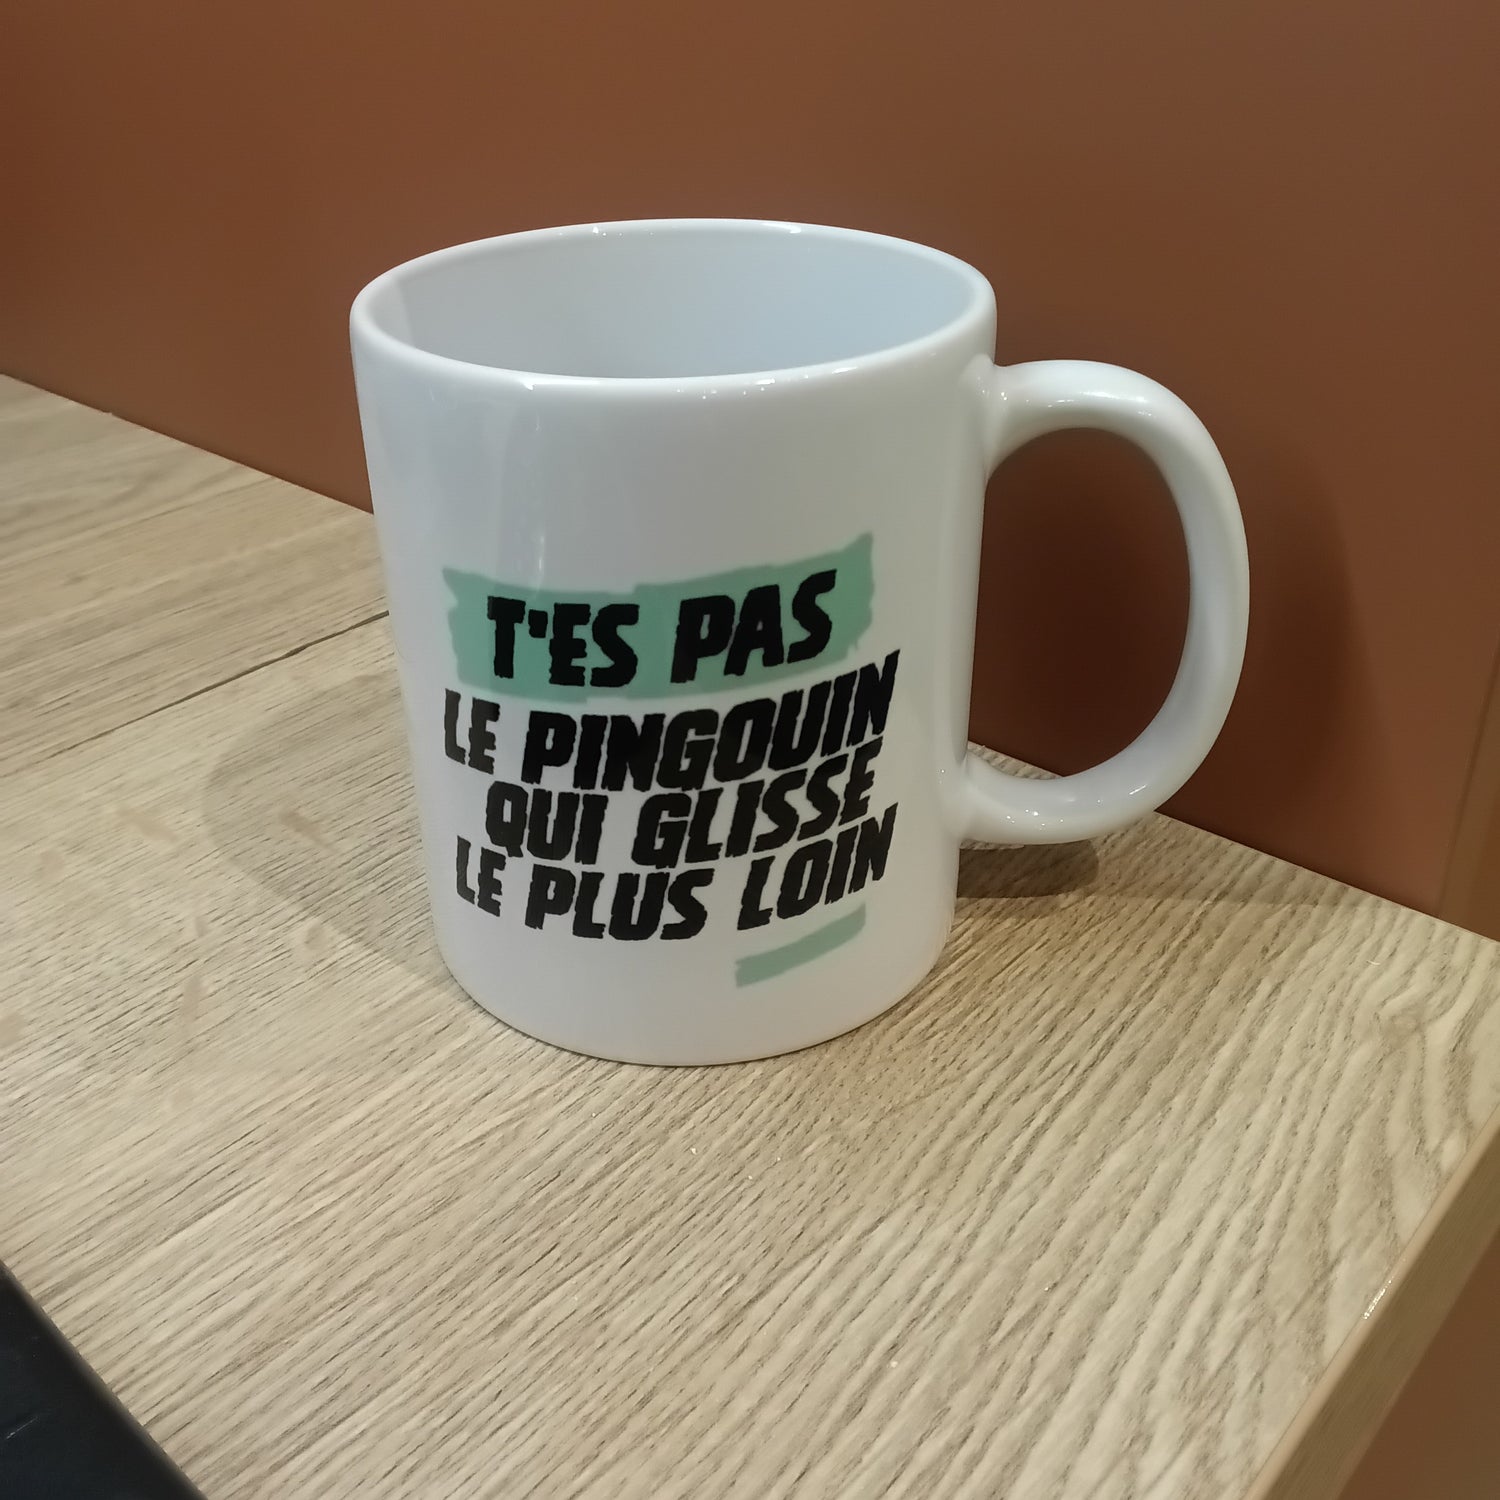 T'ES PAS
LE PINGOUIN
QUI GLISSE
LE PLUS LOIN